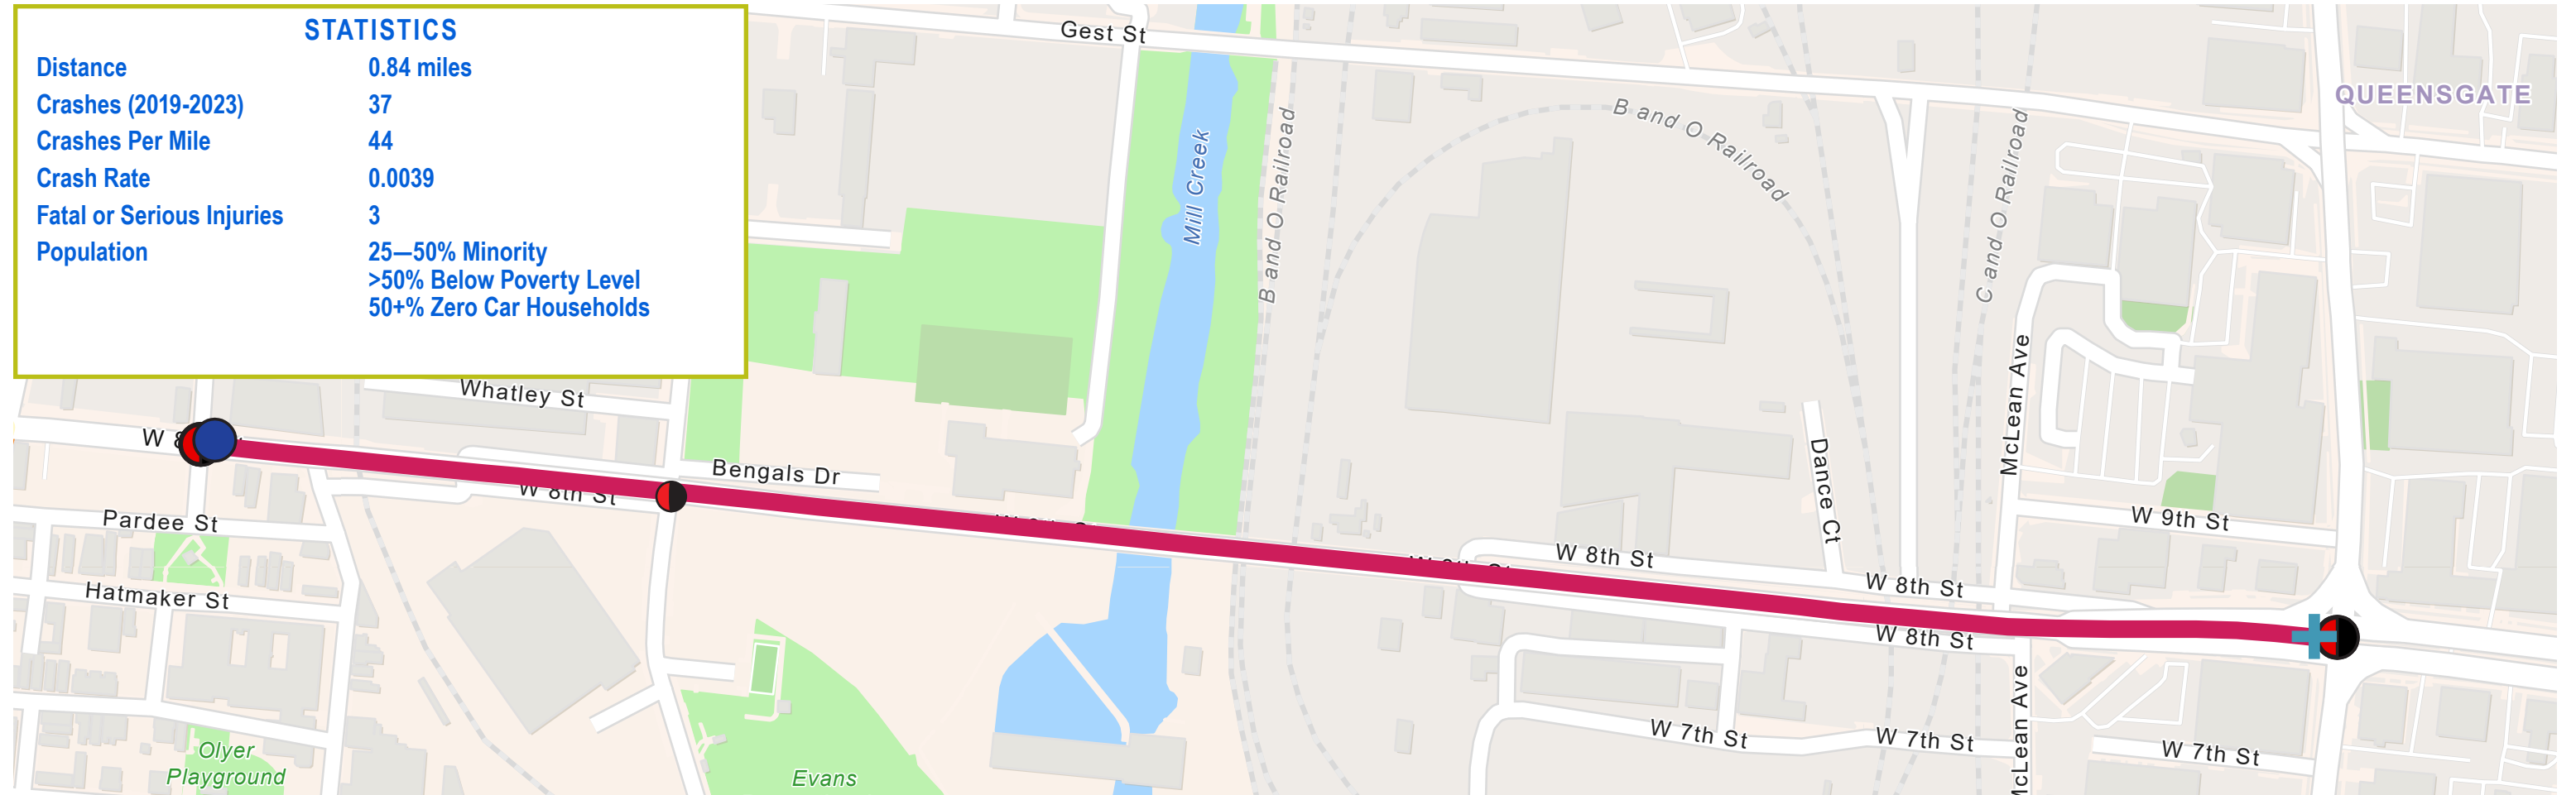 STATISTICS
Distance 0.84 miles
Crashes (2019-2023) 37
Crashes Per Mile 44
Crash Rate 0.0039
Fatal or Serious Injuries 3
Population 25—50% Minority
>50% Below Poverty Level
50+% Zero Car Households
Gest St
QUEENSGATE
Mill Creek
B and O Railroad
B and O Railroad
C and O Railroad
McLean Ave
Whatley St
W 8
Bengals Dr
W 8th St
Pardee St
Hatmaker St
Dance Ct
W 9th St
W 8th St
W 8th St
W 8th St
McLean Ave
W 7th St
W 7th St
W 7th St
Olyer
Playground
Evans